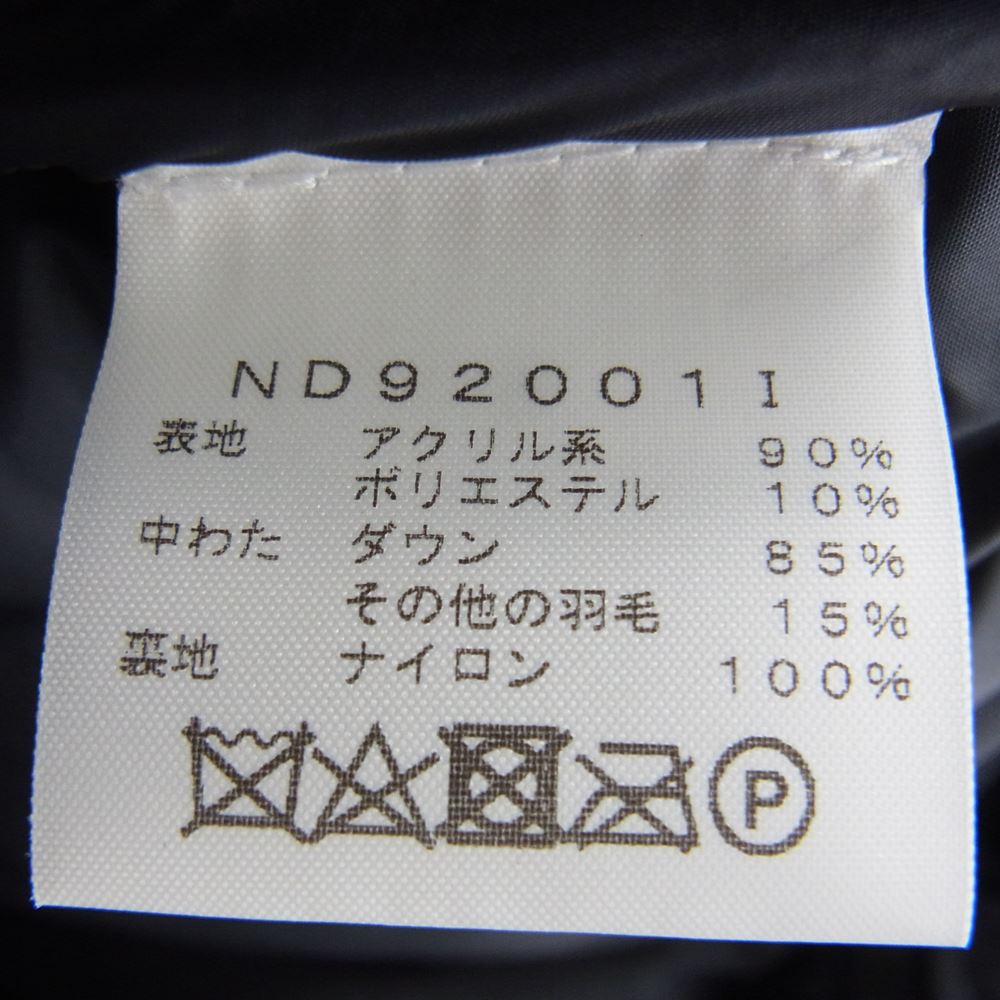 ND92001I
表地 アクリル系 90%
ポリエステル 10%
中わた ダウン 85%
その他の羽毛 15%
裏地 ナイロン 100%
P